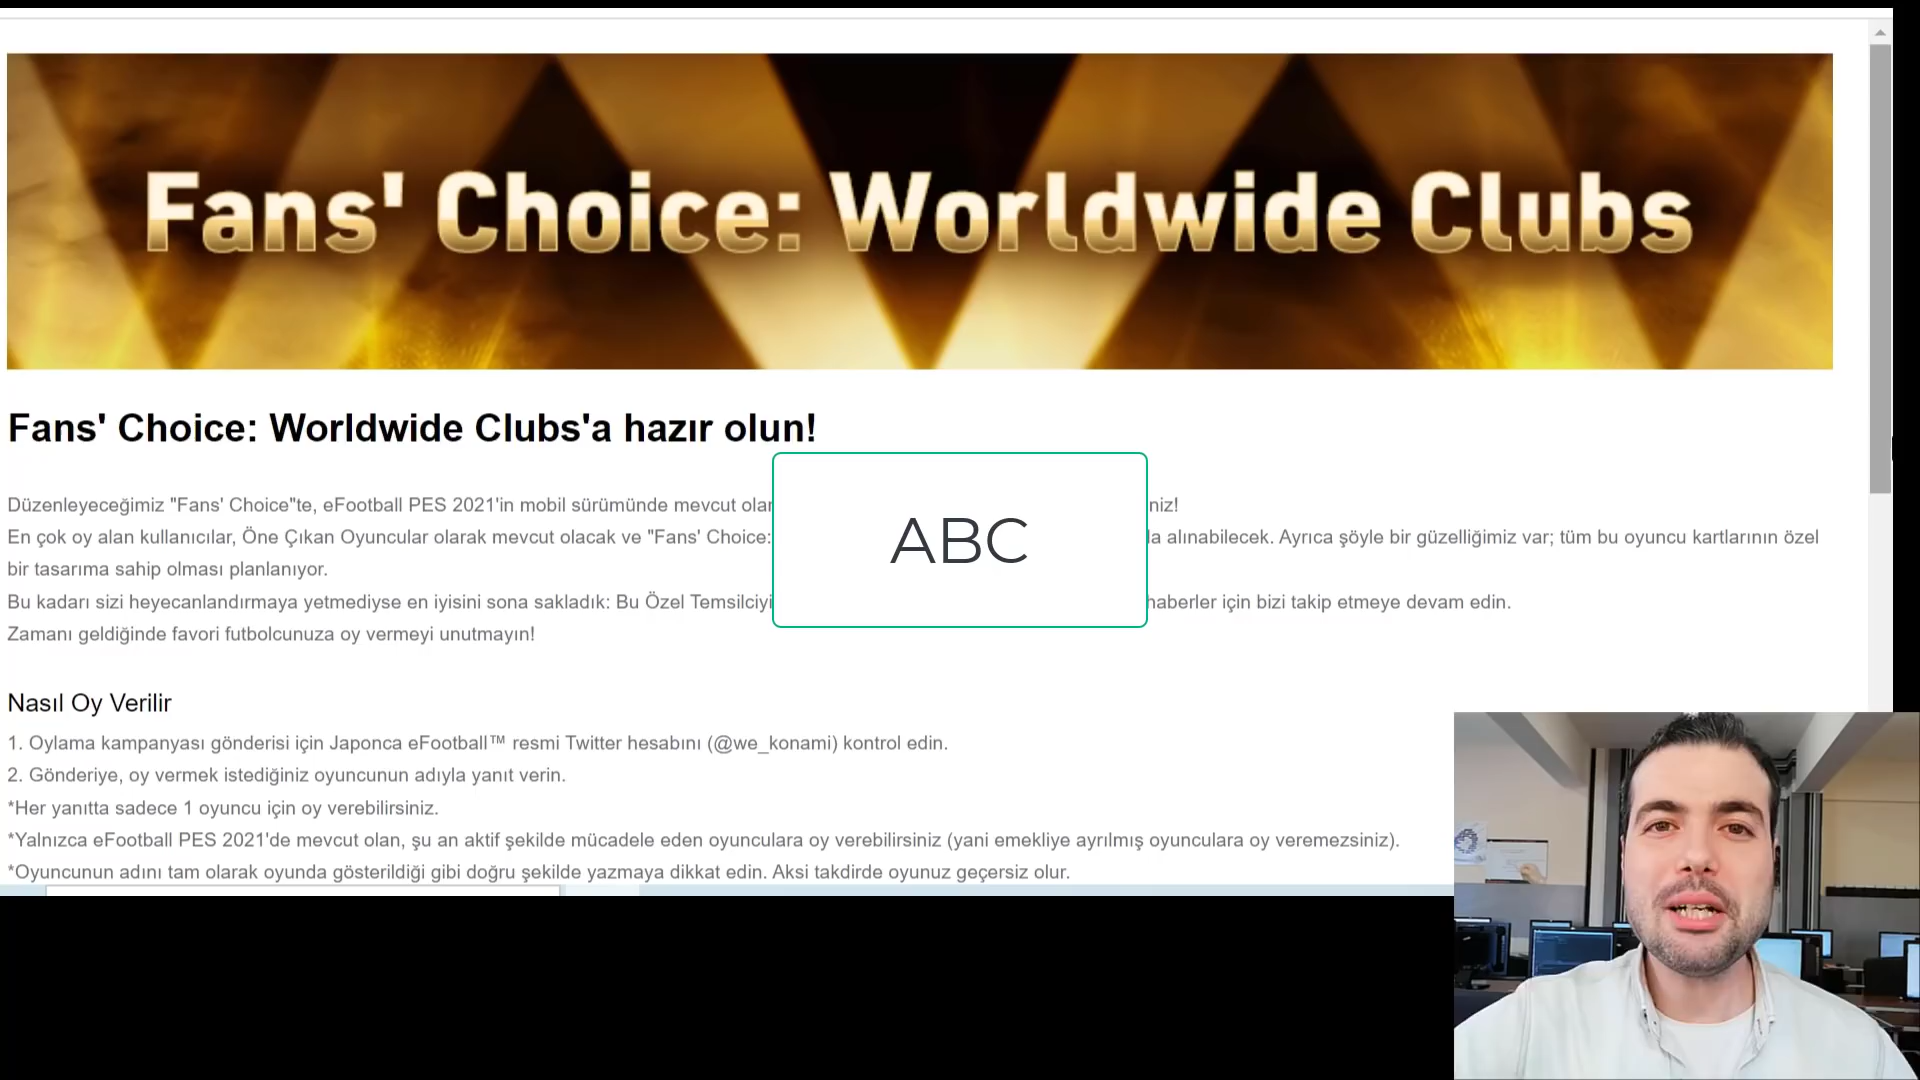 Fans' Choice: Worldwide Clubs
Fans' Choice: Worldwide Clubs'a hazır olun!
Düzenleyeceğimiz "Fans' Choice"te, eFootball PES 2021'in mobil sürümünde mevcut niz!
En çok oy alan kullanıcılar, Öne Çıkan Oyuncular olarak mevcut olacak ve "Fans' Choice: alınabilecek. Ayrıca şöyle bir güzelliğimiz var; tüm bu oyuncu kartlarının özel
bir tasarıma sahip olması planlanıyor.
Bu kadarı sizi heyecanlandırmaya yetmediyse en iyisini sona sakladık: Bu Özel haberler için bizi takip etmeye devam edin.
Zamanı geldiğinde favori futbolcunuza oy vermeyi unutmayın!
ABC
Nasıl Oy Verilir
1. Oylama kampanyası gönderisi için Japonca eFootball™ resmi Twitter hesabını (@we_konami) kontrol edin.
2. Gönderiye, oy vermek istediğiniz oyuncunun adıyla yanıt verin.
*Her yanıtta sadece 1 oyuncu için oy verebilirsiniz.
*Yalnızca eFootball PES 2021'de mevcut olan, şu an aktif şekilde mücadele eden oyunculara oy verebilirsiniz (yani emekliye ayrılmış oyunculara oy veremezsiniz).
*Oyuncunun adını tam olarak oyunda gösterildiği gibi doğru şekilde yazmaya dikkat edin. Aksi takdirde oyunuz geçersiz olur.